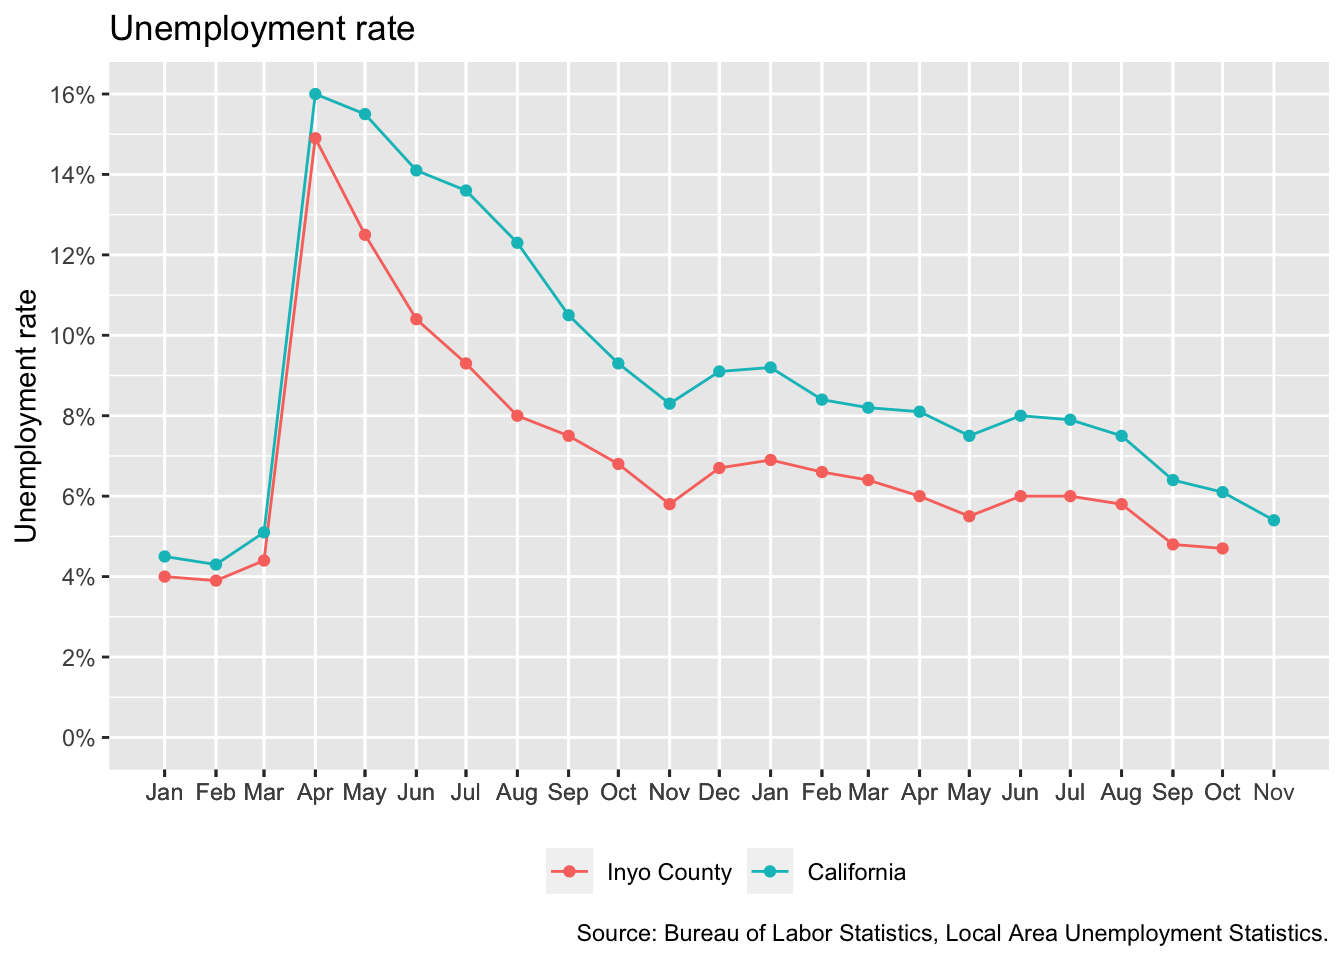 Unemployment rate
Unemployment rate
16%
14%
12%
10%
8%
6%
4%
2%
0%
Jan Feb Mar Apr May Jun Jul Aug Sep Oct Nov Dec Jan Feb Mar Apr May Jun Jul Aug Sep Oct Nov
Inyo County California
Source: Bureau of Labor Statistics, Local Area Unemployment Statistics.